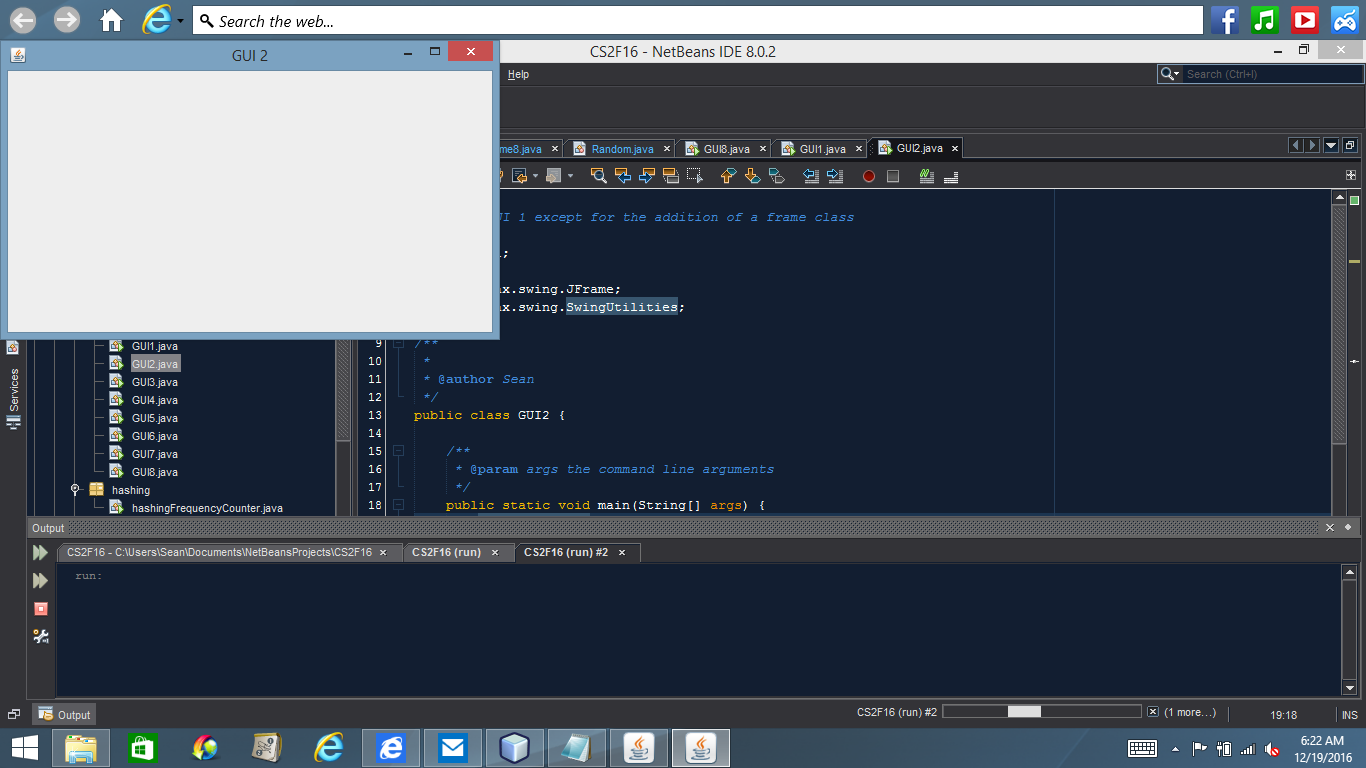 Search the web...
GUI 2
CS2F16 - NetBeans IDE 8.0.2
Help
Search (Ctrl+I)
me8.java
Random.java
GUI8.java
GUI1.java
GUI2.java
UI 1 except for the addition of a frame class
;
x.swing.JFrame;
x.swing.SwingUtilities;
9 /**
10 *
11 * @author Sean
12 */
13 public class GUI2 {
14
15 /**
16 * @param args the command line arguments
17 */
18 public static void main(String[] args) {
Services
GUI1.java
GUI2.java
GUI3.java
GUI4.java
GUI5.java
GUI6.java
GUI7.java
GUI8.java
hashing
hashingFrequencyCounter.java
Output
CS2F16 - C:\Users\Sean\Documents\NetBeansProjects\CS2F16
CS2F16 (run)
CS2F16 (run) #2
run:
Output
CS2F16 (run) #2
(1 more...)
19:18
INS
6:22 AM
12/19/2016